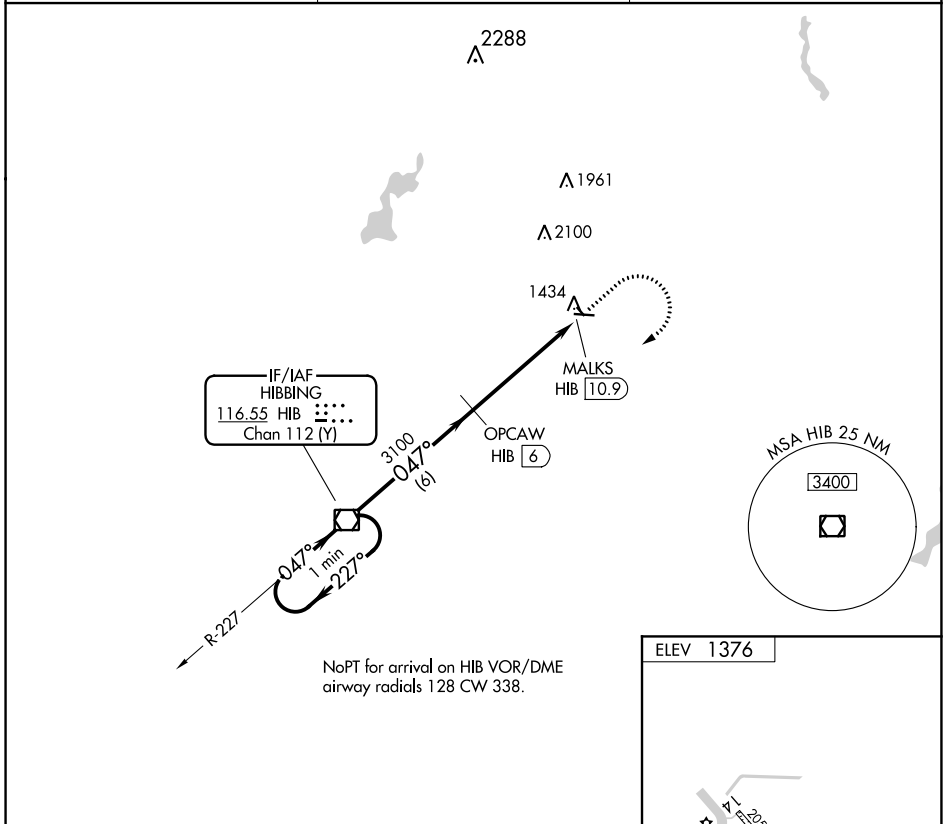 2288
1961
2100
1434
MALKS
HIB 10.9
IF/IAF
HIBBING
116.55 HIB
Chan 112 (Y)
OPCAW
HIB 6
3100
047°
(6)
MSA HIB 25 NM
3400
047°
1 min
227°
R-227
NoPT for arrival on HIB VOR/DME
airway radials 128 CW 338.
ELEV 1376
14